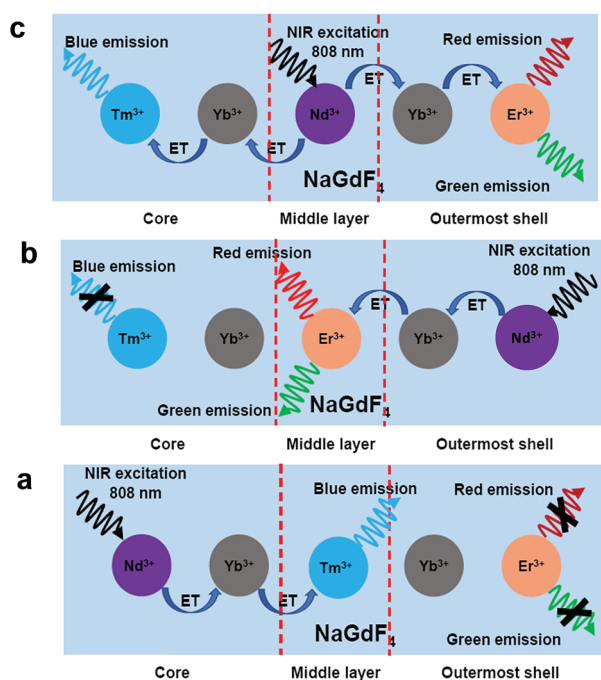 c
Blue emission
NIR excitation
808 nm
Red emission
Tm³⁺
Yb³⁺
Nd³⁺
Yb³⁺
Er³⁺
ET
ET
ET
ET
NaGdF₄
Green emission
Core
Middle layer
Outermost shell
b
Blue emission
Red emission
NIR excitation
808 nm
Tm³⁺
Yb³⁺
Er³⁺
Yb³⁺
Nd³⁺
ET
ET
Green emission
NaGdF₄
Core
Middle layer
Outermost shell
a
NIR excitation
808 nm
Blue emission
Red emission
Nd³⁺
Yb³⁺
Tm³⁺
Yb³⁺
Er³⁺
ET
ET
NaGdF₄
Green emission
Core
Middle layer
Outermost shell